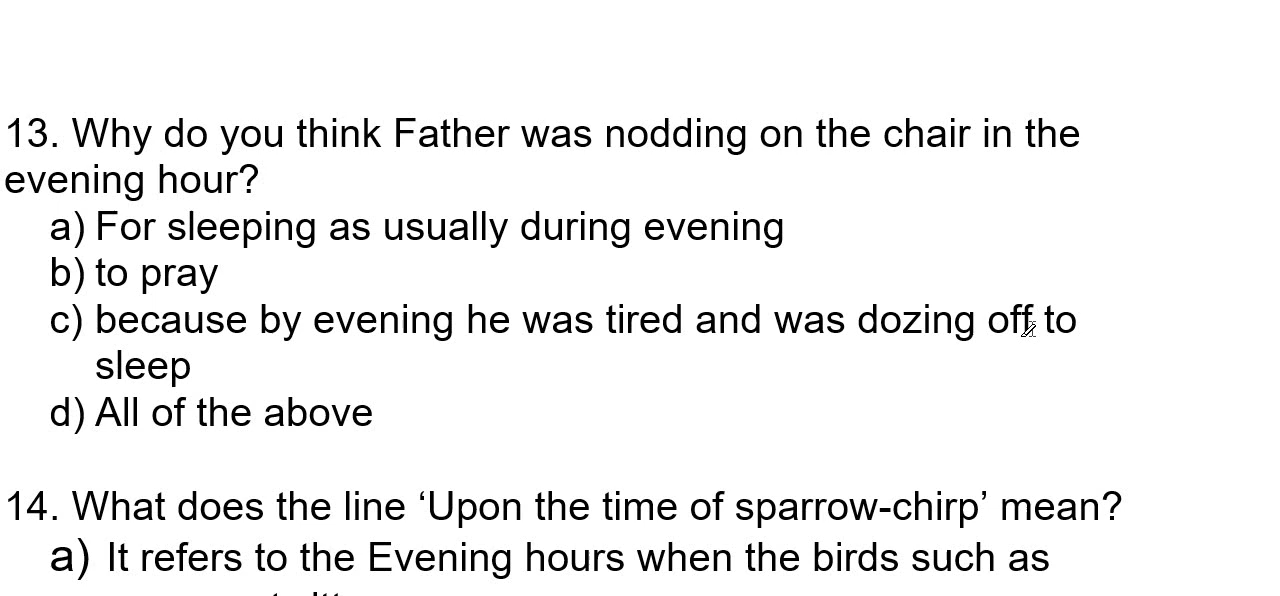 13. Why do you think Father was nodding on the chair in the
evening hour?
a) For sleeping as usually during evening
b) to pray
c) because by evening he was tired and was dozing off to
sleep
d) All of the above
14. What does the line ‘Upon the time of sparrow-chirp’ mean?
a) It refers to the Evening hours when the birds such as